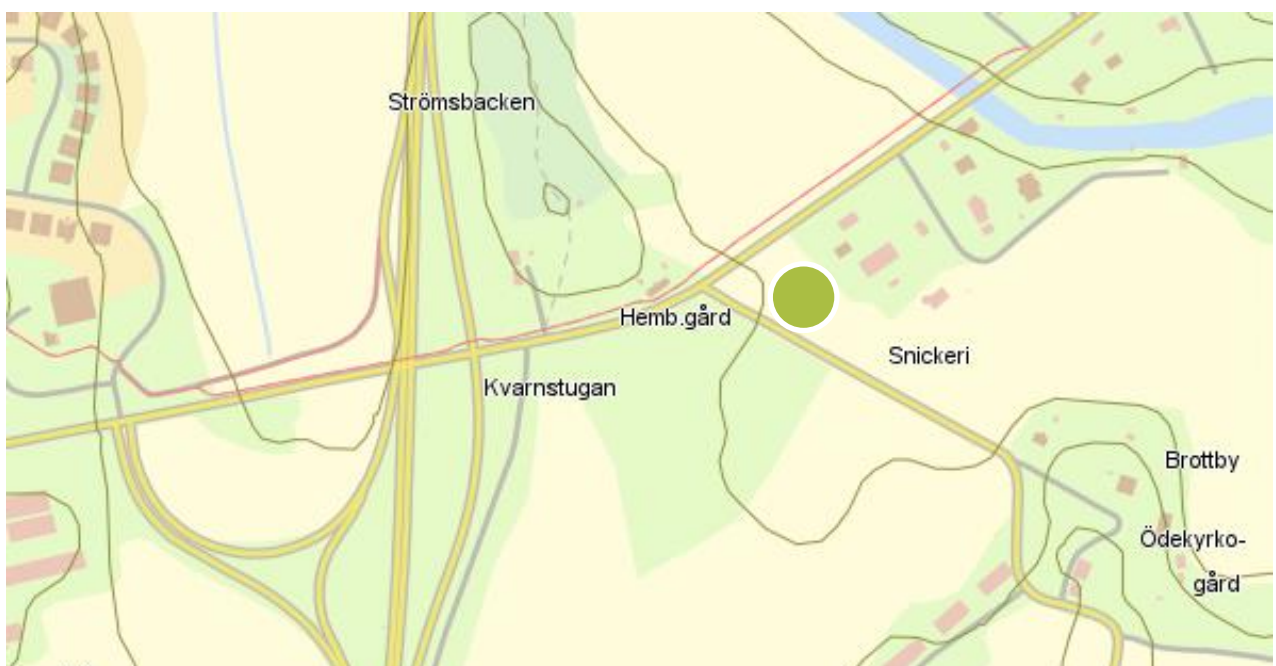 Strömsbacken
Hemb.gård
Snickeri
Kvarnstugan
Brottby
Ödekyrko-
gård